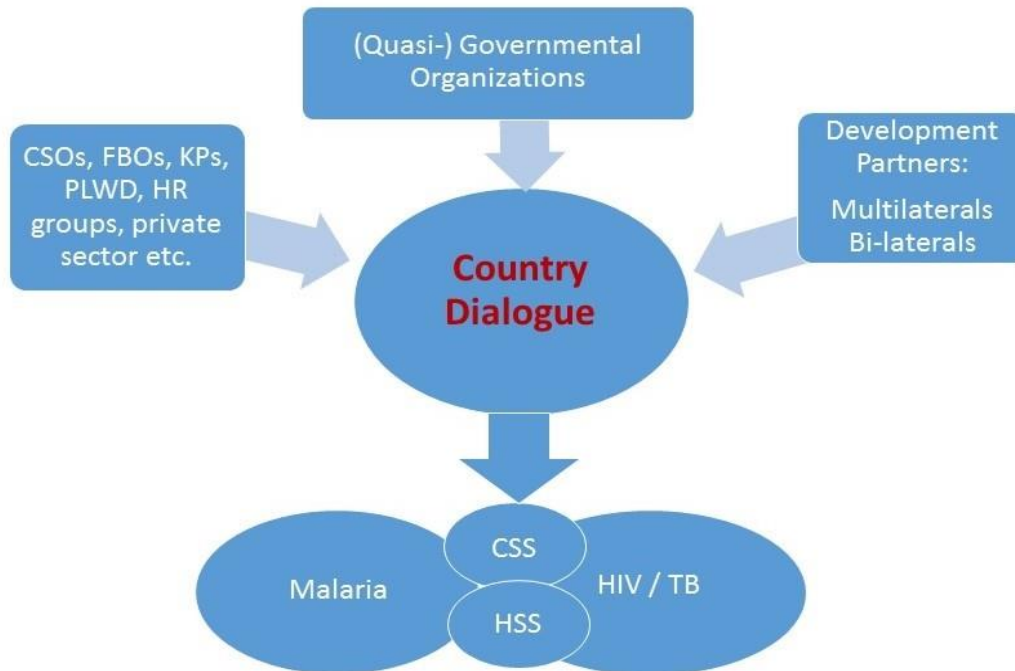 (Quasi-) Governmental
Organizations
CSOs, FBOs, KPs,
PLWD, HR
groups, private
sector etc.
Development
Partners:
Multilaterals
Bi-laterals
Country
Dialogue
CSS
Malaria
HIV / TB
HSS